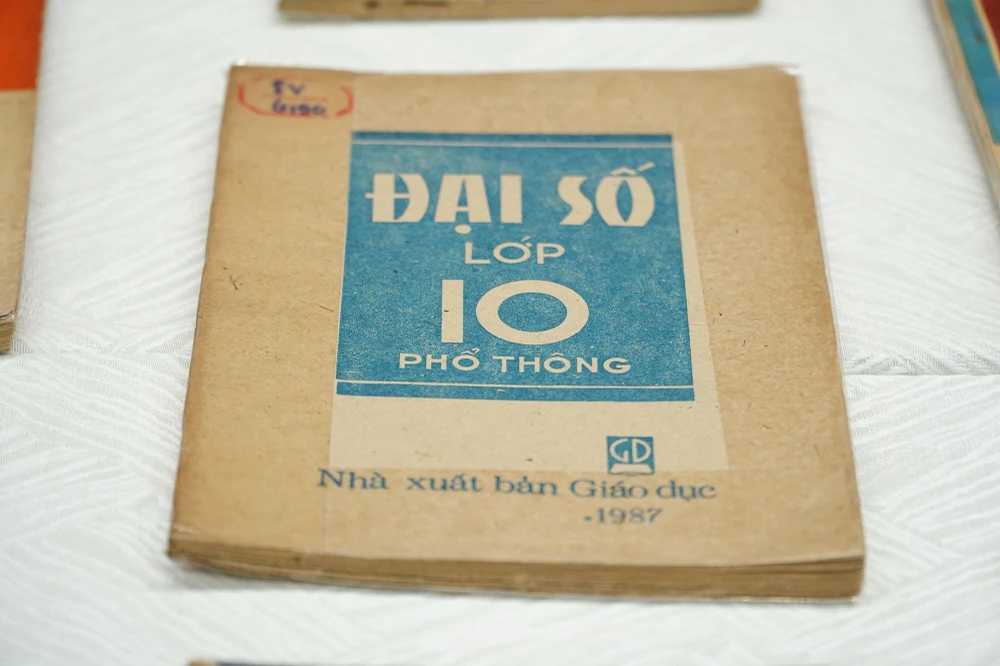 ĐẠI SỐ
LỚP
10
PHỔ THÔNG
GD
Nhà xuất bản Giáo dục
1987